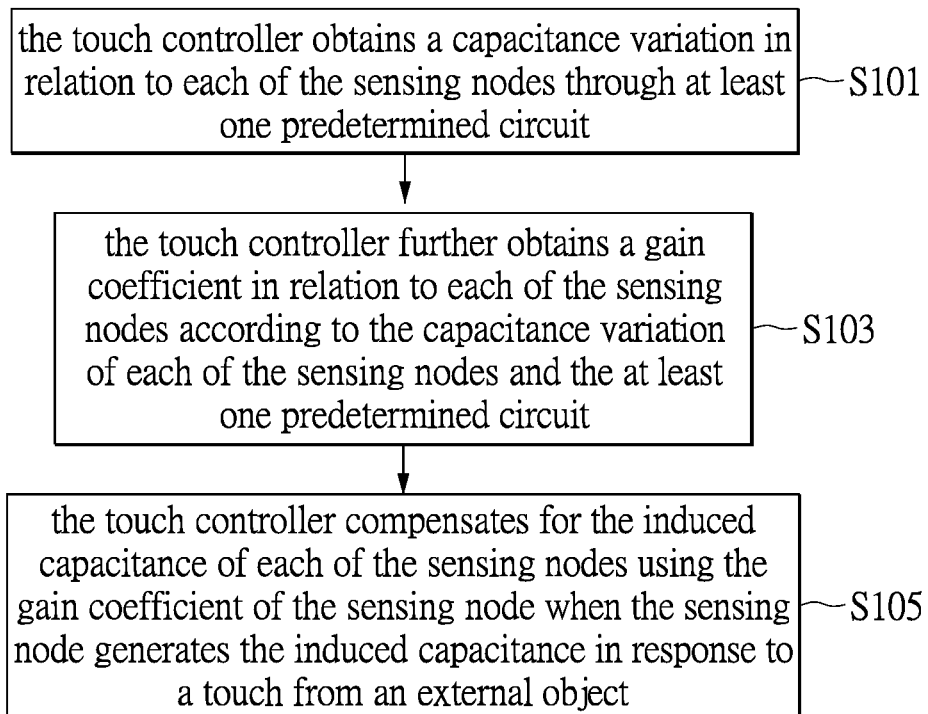 the touch controller obtains a capacitance variation in
relation to each of the sensing nodes through at least
one predetermined circuit
S101
the touch controller further obtains a gain
coefficient in relation to each of the sensing
nodes according to the capacitance variation
of each of the sensing nodes and the at least
one predetermined circuit
S103
the touch controller compensates for the induced
capacitance of each of the sensing nodes using the
gain coefficient of the sensing node when the sensing
node generates the induced capacitance in response to
a touch from an external object
S105